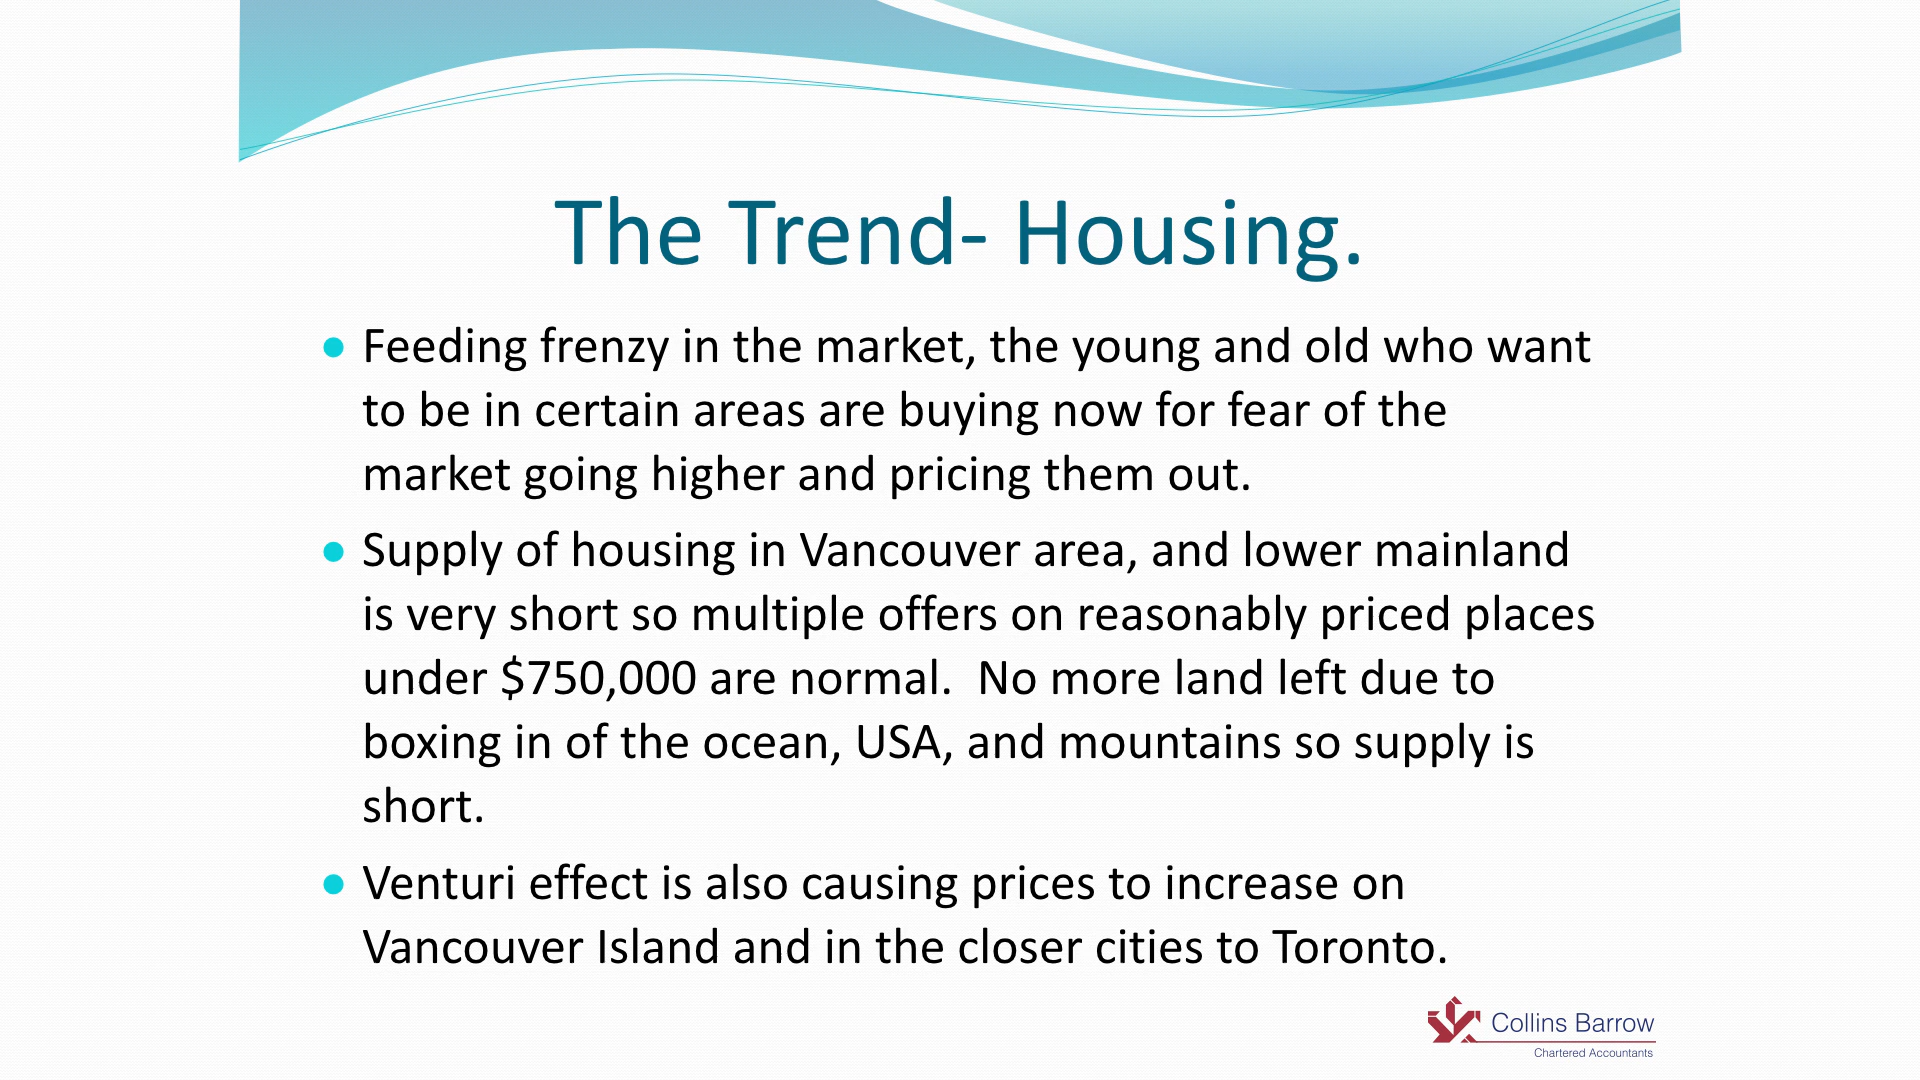 The Trend- Housing.
Feeding frenzy in the market, the young and old who want
to be in certain areas are buying now for fear of the
market going higher and pricing them out.
Supply of housing in Vancouver area, and lower mainland
is very short so multiple offers on reasonably priced places
under $750,000 are normal.  No more land left due to
boxing in of the ocean, USA, and mountains so supply is
short.
Venturi effect is also causing prices to increase on
Vancouver Island and in the closer cities to Toronto.
Collins Barrow
Chartered Accountants